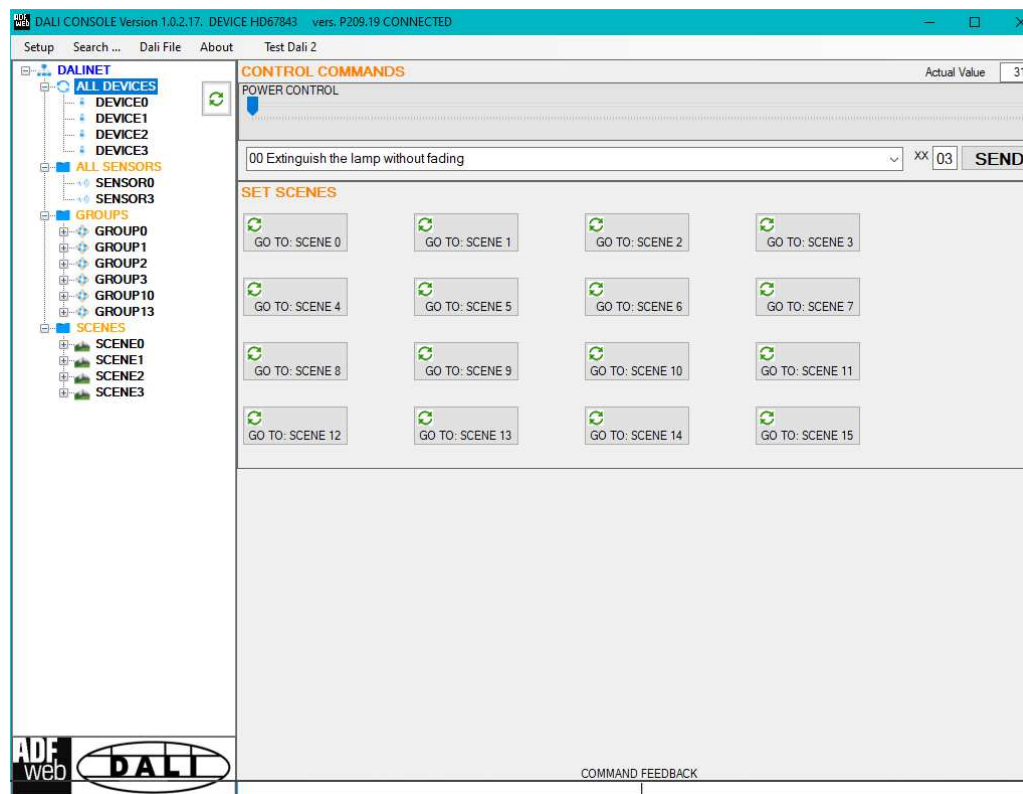 DALI CONSOLE Version 1.0.2.17. DEVICE HD67843 vers. P209.19 CONNECTED
Setup Search ... Dali File About Test Dali 2
DALINET
ALL DEVICES
DEVICE0
DEVICE1
DEVICE2
DEVICE3
ALL SENSORS
SENSOR0
SENSOR3
GROUPS
GROUP0
GROUP1
GROUP2
GROUP3
GROUP10
GROUP13
SCENES
SCENE0
SCENE1
SCENE2
SCENE3
ADF
web
DALI
CONTROL COMMANDS Actual Value 31
POWER CONTROL
00 Extinguish the lamp without fading XX 03 SEND
SET SCENES
GO TO: SCENE 0 GO TO: SCENE 1 GO TO: SCENE 2 GO TO: SCENE 3
GO TO: SCENE 4 GO TO: SCENE 5 GO TO: SCENE 6 GO TO: SCENE 7
GO TO: SCENE 8 GO TO: SCENE 9 GO TO: SCENE 10 GO TO: SCENE 11
GO TO: SCENE 12 GO TO: SCENE 13 GO TO: SCENE 14 GO TO: SCENE 15
COMMAND FEEDBACK